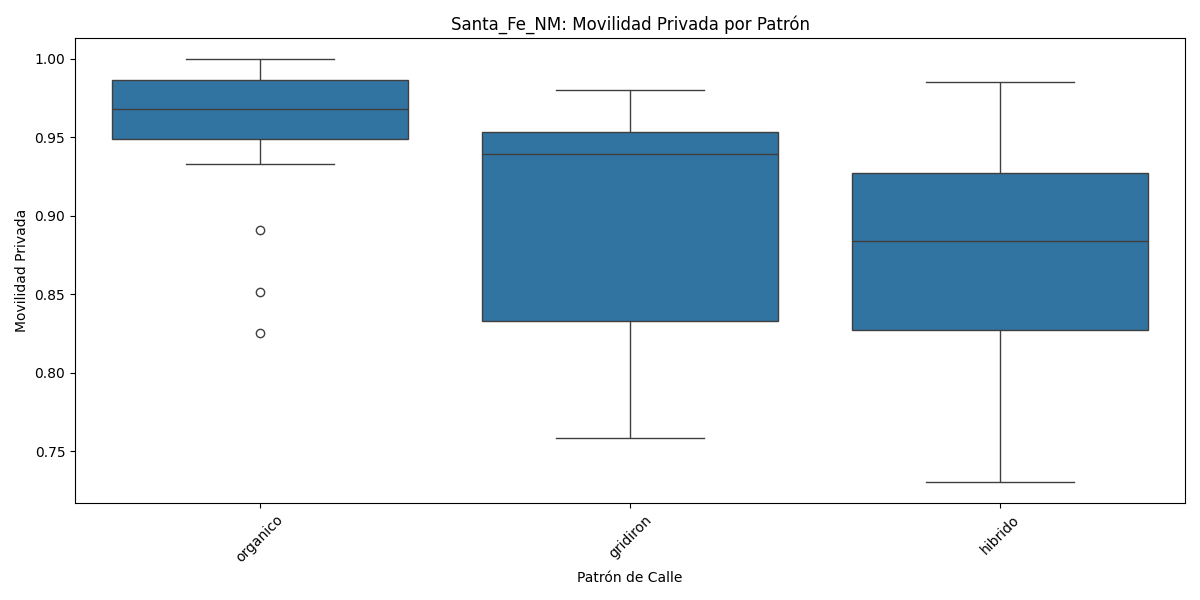 Santa_Fe_NM: Movilidad Privada por Patrón
1.00
0.95
0.90
0.85
0.80
0.75
Movilidad Privada
organico
gridiron
hibrido
Patrón de Calle